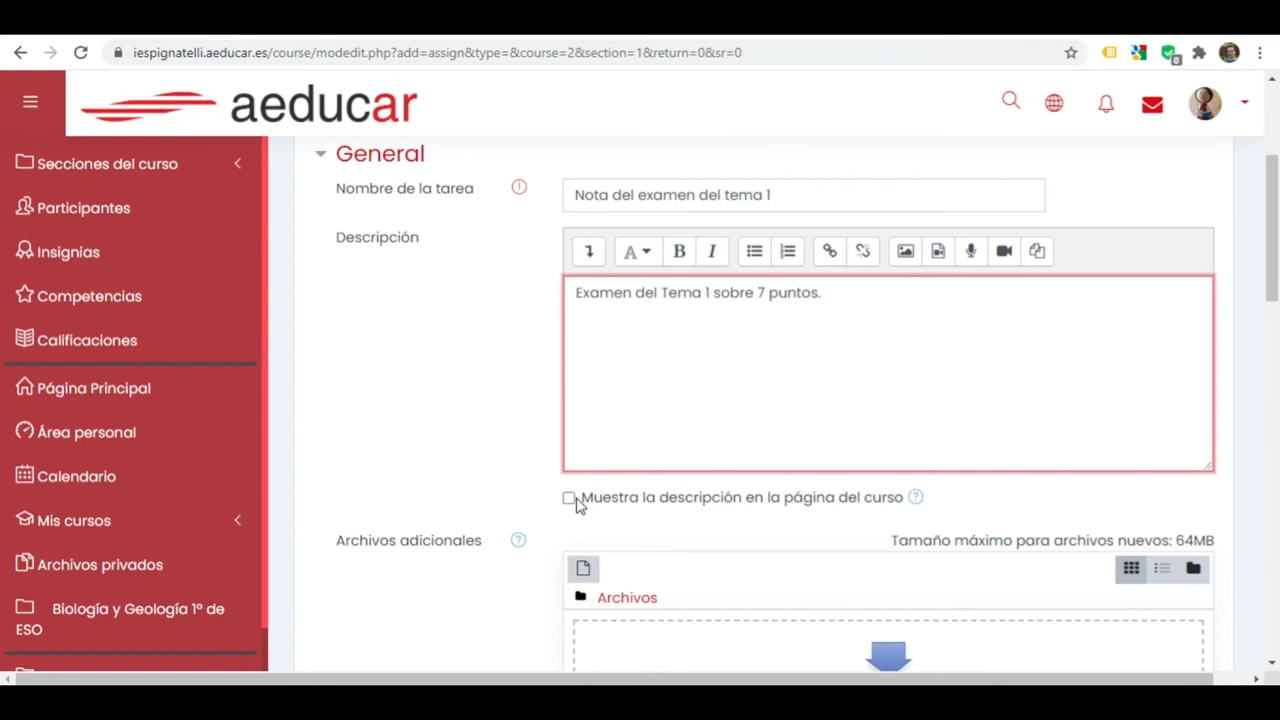 iespignatelli.aeducar.es/course/modedit.php?add=assign&type=&course=2&section=1&return=0&sr=0
0
aeducar
Secciones del curso
Participantes
Insignias
Competencias
Calificaciones
Página Principal
Área personal
Calendario
Mis cursos
Archivos privados
Biología y Geología 1º de
ESO
General
Nombre de la tarea
Nota del examen del tema 1
Descripción
A B I
Examen del Tema 1 sobre 7 puntos.
Muestra la descripción en la página del curso
Archivos adicionales
Tamaño máximo para archivos nuevos: 64MB
Archivos